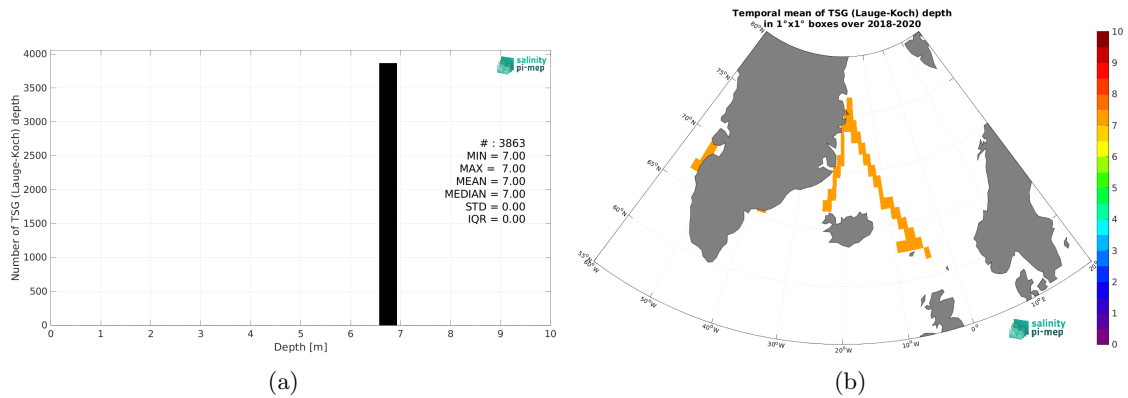 4000
3500
3000
2500
2000
1500
1000
500
0
Number of TSG (Lauge-Koch) depth
0 1 2 3 4 5 6 7 8 9 10
Depth [m]
salinity
pi-mep
# : 3863
MIN = 7.00
MAX = 7.00
MEAN = 7.00
MEDIAN = 7.00
STD = 0.00
IQR = 0.00
(a)
Temporal mean of TSG (Lauge-Koch) depth
in 1°x1° boxes over 2018-2020
80°N
75°N
70°N
65°N
60°N
55°N
60°W
50°W
40°W
30°W
20°W
10°W
0°
10°E
salinity
pi-mep
10
9
8
7
6
5
4
3
2
1
0
(b)